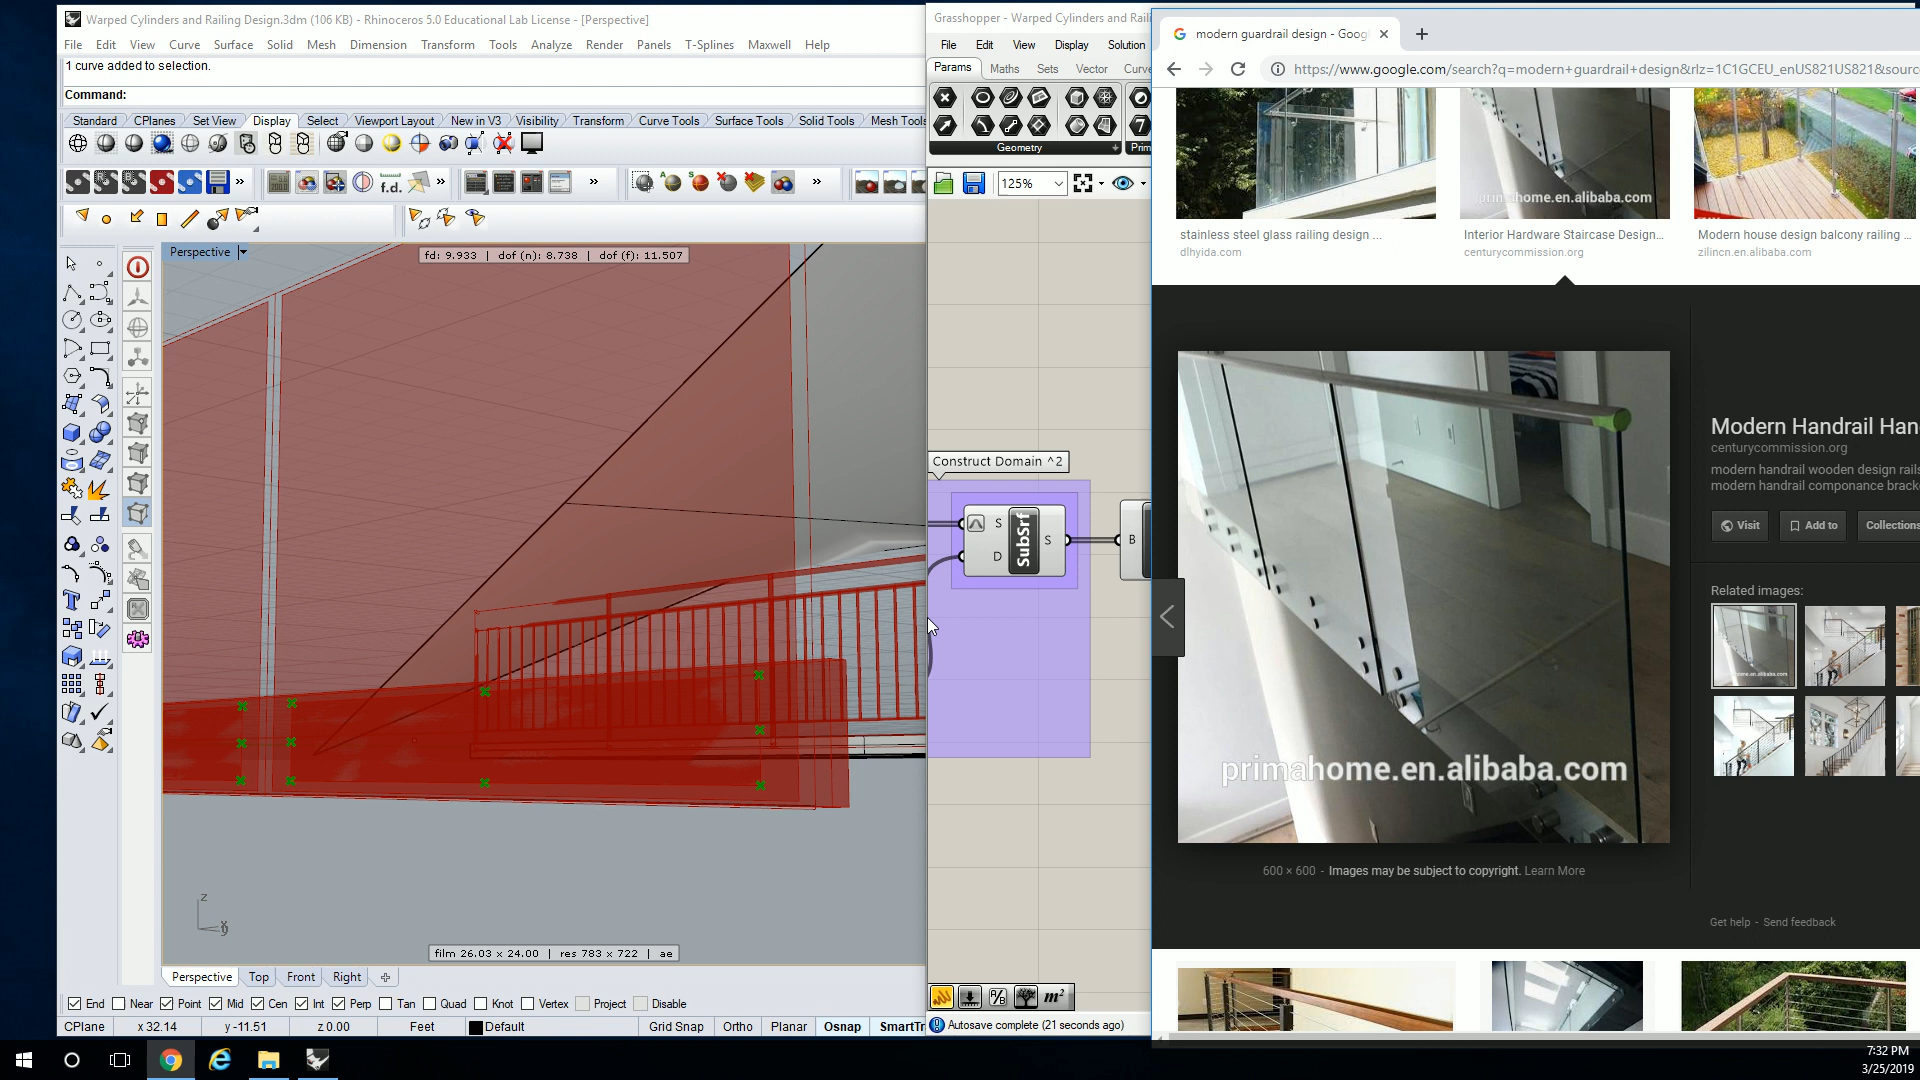 Warped Cylinders and Railing Design.3dm (106 KB) - Rhinoceros 5.0 Educational Lab License - [Perspective]
File Edit View Curve Surface Solid Mesh Dimension Transform Tools Analyze Render Panels T-Splines Maxwell Help
1 curve added to selection.
Command:
Standard CPlanes Set View Display Select Viewport Layout New in V3 Visibility Transform Curve Tools Surface Tools Solid Tools Mesh Tools
f.d.
Perspective
fd: 9.933 | dof (n): 8.738 | dof (f): 11.507
z
y
film 26.03 x 24.00 | res 783 x 722 | ae
Perspective Top Front Right
End Near Point Mid Cen Int Perp Tan Quad Knot Vertex Project Disable
CPlane x 32.14 y -11.51 z 0.00 Feet Default Grid Snap Ortho Planar Osnap SmartTr
Grasshopper - Warped Cylinders and Raili
File Edit View Display Solution
Params Maths Sets Vector Curve
Geometry Prim
125%
Construct Domain ^2
S
D
SubSrf
S
B
m²
Autosave complete (21 seconds ago)
modern guardrail design - Goog
https://www.google.com/search?q=modern+guardrail+design&rlz=1C1GCEU_enUS821US821&sourc
primahome.en.alibaba.com
stainless steel glass railing design ...
dlhyida.com
Interior Hardware Staircase Design...
centurycommission.org
Modern house design balcony railing ...
zilincn.en.alibaba.com
primahome.en.alibaba.com
Modern Handrail Han
centurycommission.org
modern handrail wooden design rails
modern handrail componance brack
Visit Add to Collections
Related images:
600 × 600 - Images may be subject to copyright. Learn More
Get help - Send feedback
7:32 PM
3/25/2019